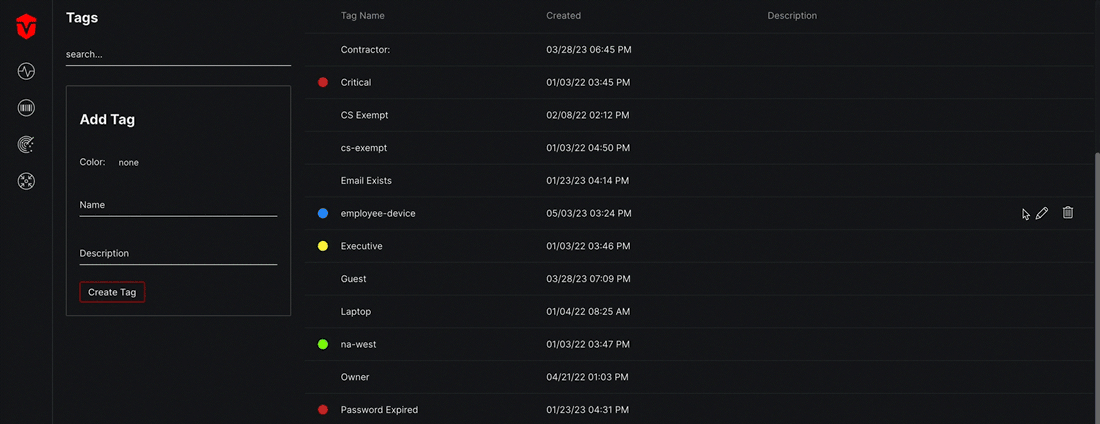 Tags
search...
Add Tag
Color: none
Name
Description
Create Tag
Tag Name Created Description
Contractor: 03/28/23 06:45 PM
Critical 01/03/22 03:45 PM
CS Exempt 02/08/22 02:12 PM
cs-exempt 01/03/22 04:50 PM
Email Exists 01/23/23 04:14 PM
employee-device 05/03/23 03:24 PM
Executive 01/03/22 03:46 PM
Guest 03/28/23 07:09 PM
Laptop 01/04/22 08:25 AM
na-west 01/03/22 03:47 PM
Owner 04/21/22 01:03 PM
Password Expired 01/23/23 04:31 PM